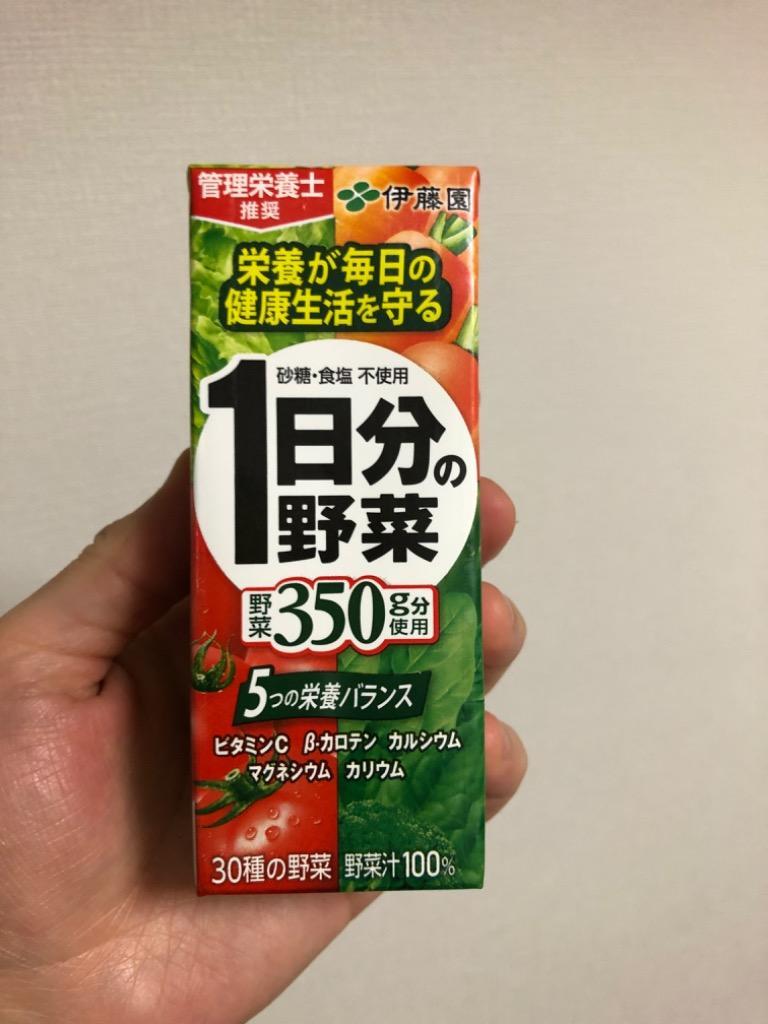 管理栄養士
推奨
伊藤園
栄養が毎日の
健康生活を守る
砂糖・食塩 不使用
1日分の
野菜
野菜350g分使用
5つの栄養バランス
ビタミンC β-カロテン カルシウム
マグネシウム カリウム
30種の野菜 野菜汁100%